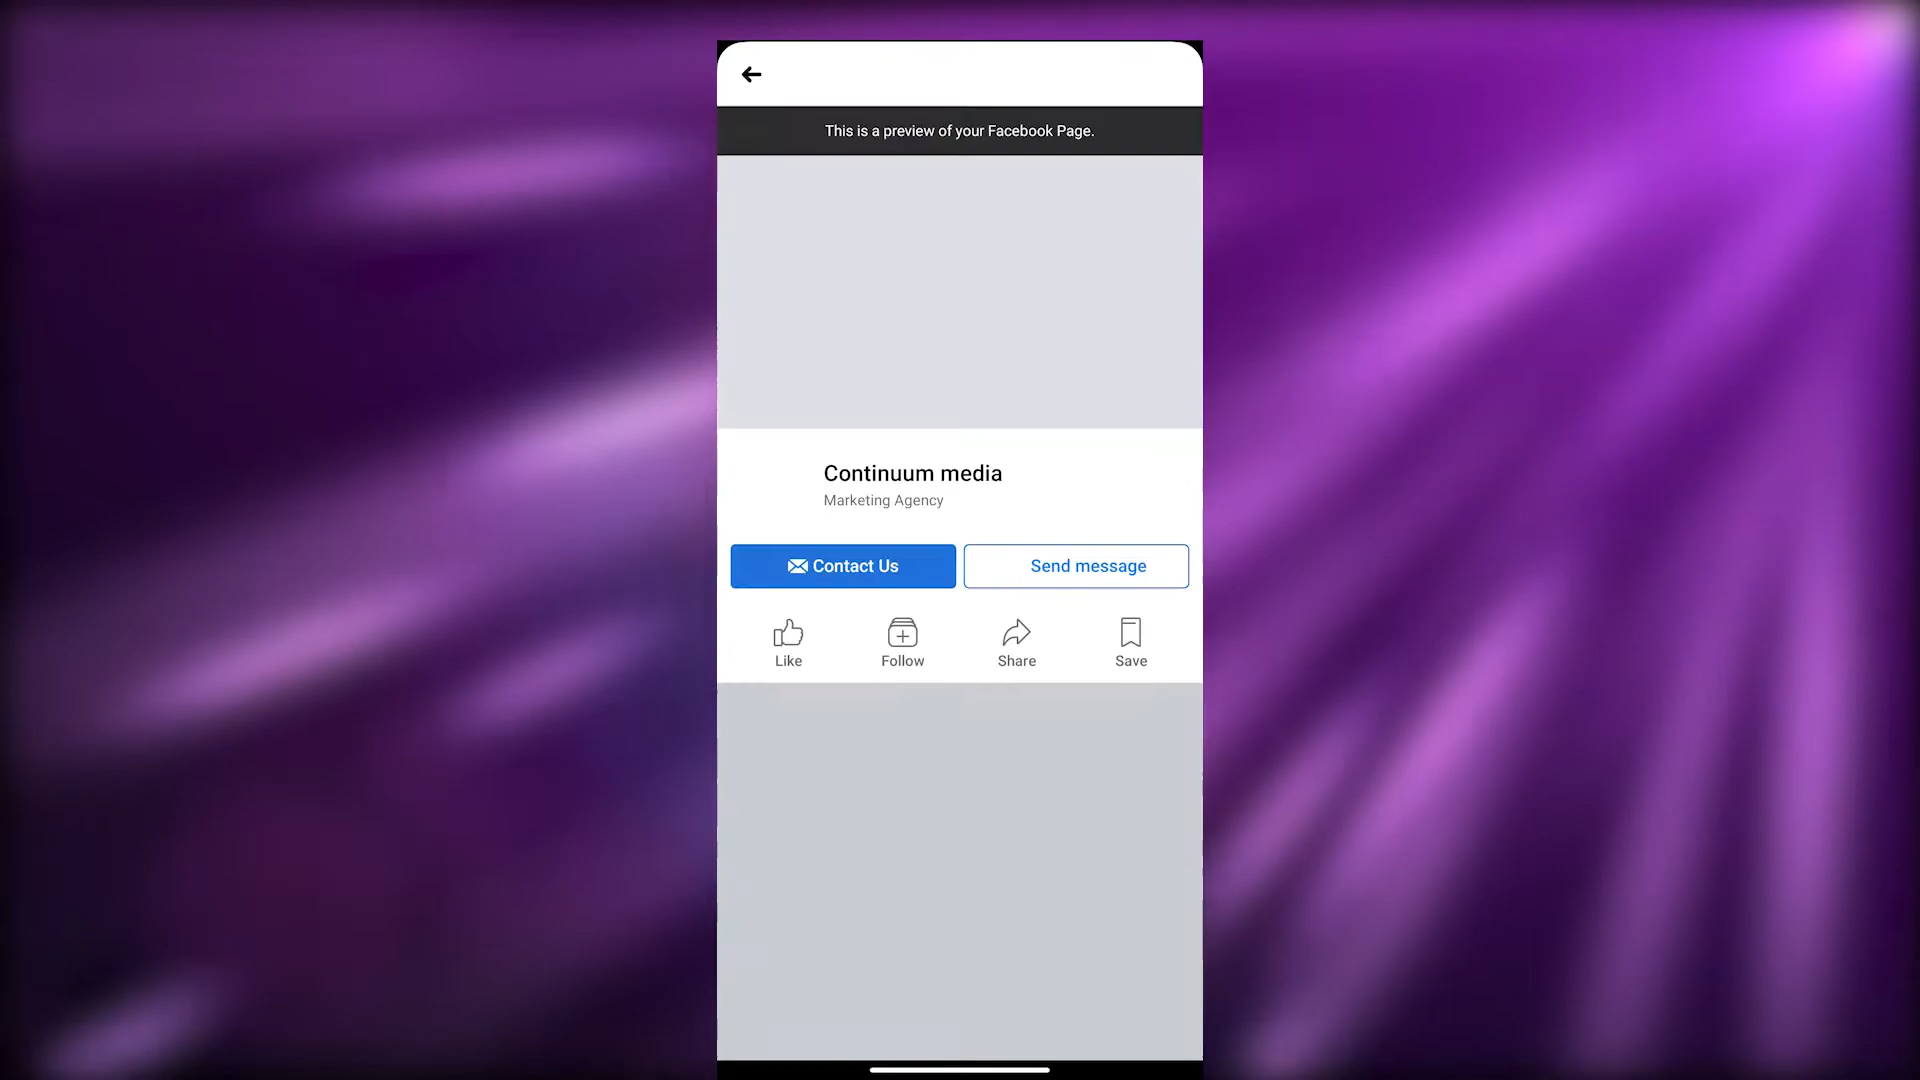 This is a preview of your Facebook Page.
Continuum media
Marketing Agency
Contact Us
Send message
Like
Follow
Share
Save